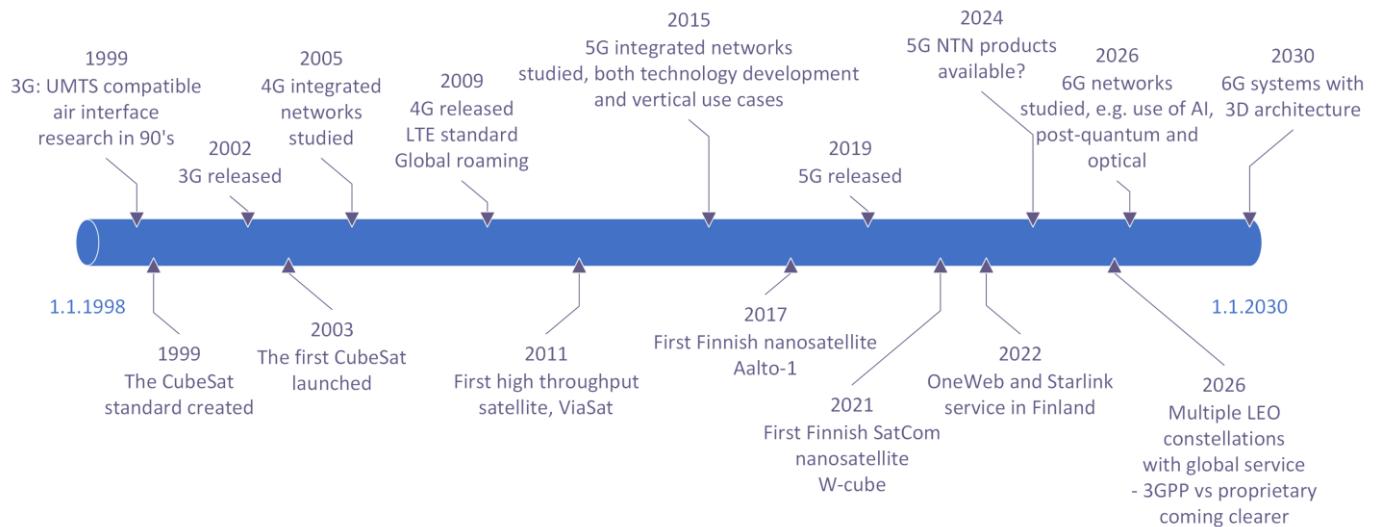 1999
3G: UMTS compatible
air interface
research in 90's
2002
3G released
2005
4G integrated
networks
studied
2009
4G released
LTE standard
Global roaming
2015
5G integrated networks
studied, both technology development
and vertical use cases
2019
5G released
2024
5G NTN products
available?
2026
6G networks
studied, e.g. use of AI,
post-quantum and
optical
2030
6G systems with
3D architecture
1.1.1998
1.1.2030
1999
The CubeSat
standard created
2003
The first CubeSat
launched
2011
First high throughput
satellite, ViaSat
2017
First Finnish nanosatellite
Aalto-1
2021
First Finnish SatCom
nanosatellite
W-cube
2022
OneWeb and Starlink
service in Finland
2026
Multiple LEO
constellations
with global service
- 3GPP vs proprietary
coming clearer